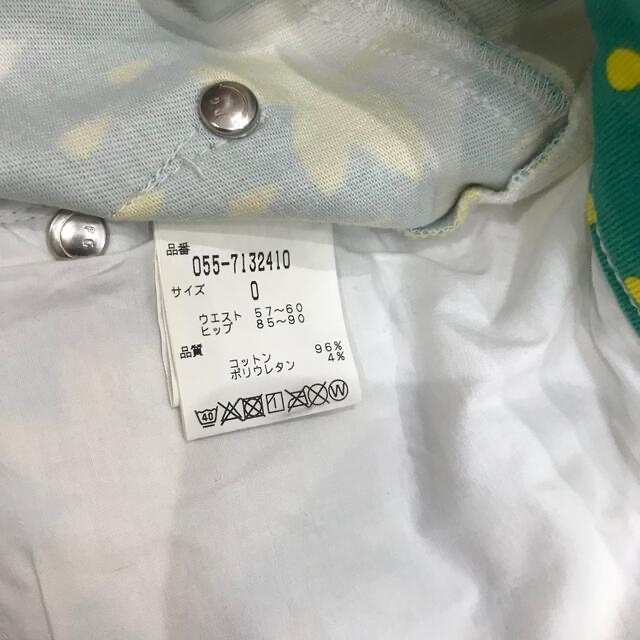 品番
055-7132410
サイズ 0
ウエスト 57~60
ヒップ 85~90
品質
コットン 96%
ポリウレタン 4%
40 W